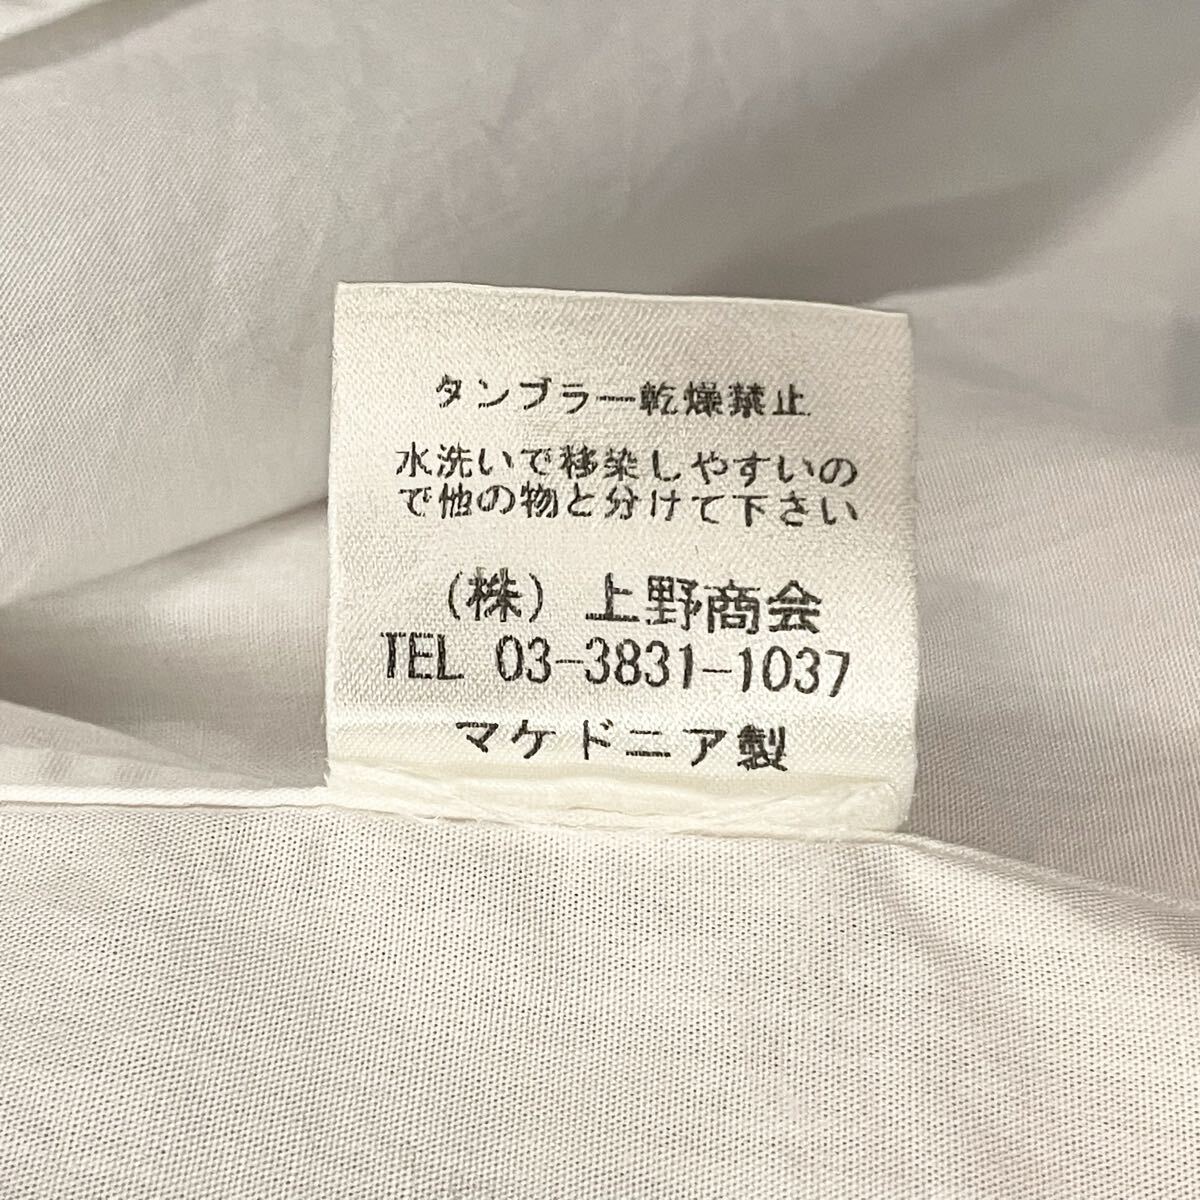 タンブラー乾燥禁止
水洗いで移染しやすいの
で他の物と分けて下さい
(株) 上野商会
TEL 03-3831-1037
マケドニア製